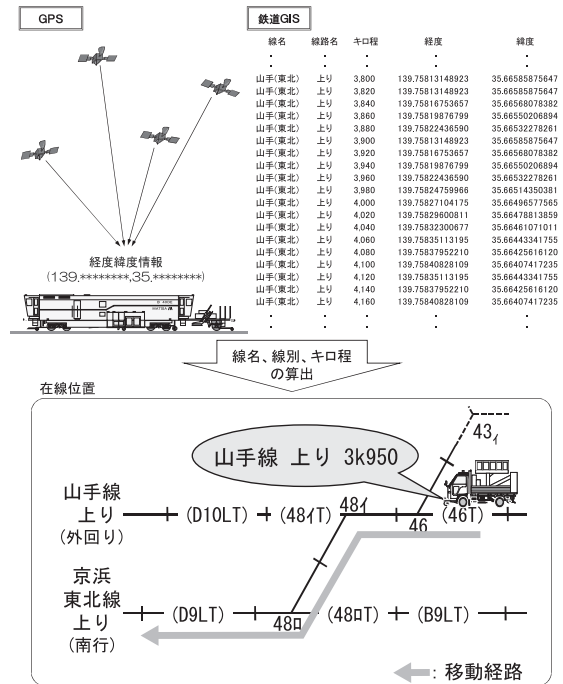 GPS
鉄道GIS
線名 線路名 キロ程 経度 緯度
・ ・ ・ ・ ・
・ ・ ・ ・ ・
山手(東北) 上り 3,800 139.75813148923 35.66585875647
山手(東北) 上り 3,820 139.75813148923 35.66585875647
山手(東北) 上り 3,840 139.75816753657 35.66568078382
山手(東北) 上り 3,860 139.75819876799 35.66550206894
山手(東北) 上り 3,880 139.75822436590 35.66532278261
山手(東北) 上り 3,900 139.75813148923 35.66585875647
山手(東北) 上り 3,920 139.75816753657 35.66568078382
山手(東北) 上り 3,940 139.75819876799 35.66550206894
山手(東北) 上り 3,960 139.75822436590 35.66532278261
山手(東北) 上り 3,980 139.75824759966 35.66514350381
山手(東北) 上り 4,000 139.75827104175 35.66496577565
山手(東北) 上り 4,020 139.75829600811 35.66478813859
山手(東北) 上り 4,040 139.75832300677 35.66461071011
山手(東北) 上り 4,060 139.75835113195 35.66443341755
山手(東北) 上り 4,080 139.75837952210 35.66425616120
山手(東北) 上り 4,100 139.75840828109 35.66407417235
山手(東北) 上り 4,120 139.75835113195 35.66443341755
山手(東北) 上り 4,140 139.75837952210 35.66425616120
山手(東北) 上り 4,160 139.75840828109 35.66407417235
・ ・ ・ ・ ・
・ ・ ・ ・ ・
経度緯度情報
(139.********,35.********)
線名、線別、キロ程
の算出
在線位置
43イ
山手線 上り 3k950
山手線
上り
(外回り)
(D10LT)
(48イT)
48イ
46
(46T)
京浜
東北線
上り
(南行)
(D9LT)
48ロ
(48ロT)
(B9LT)
: 移動経路